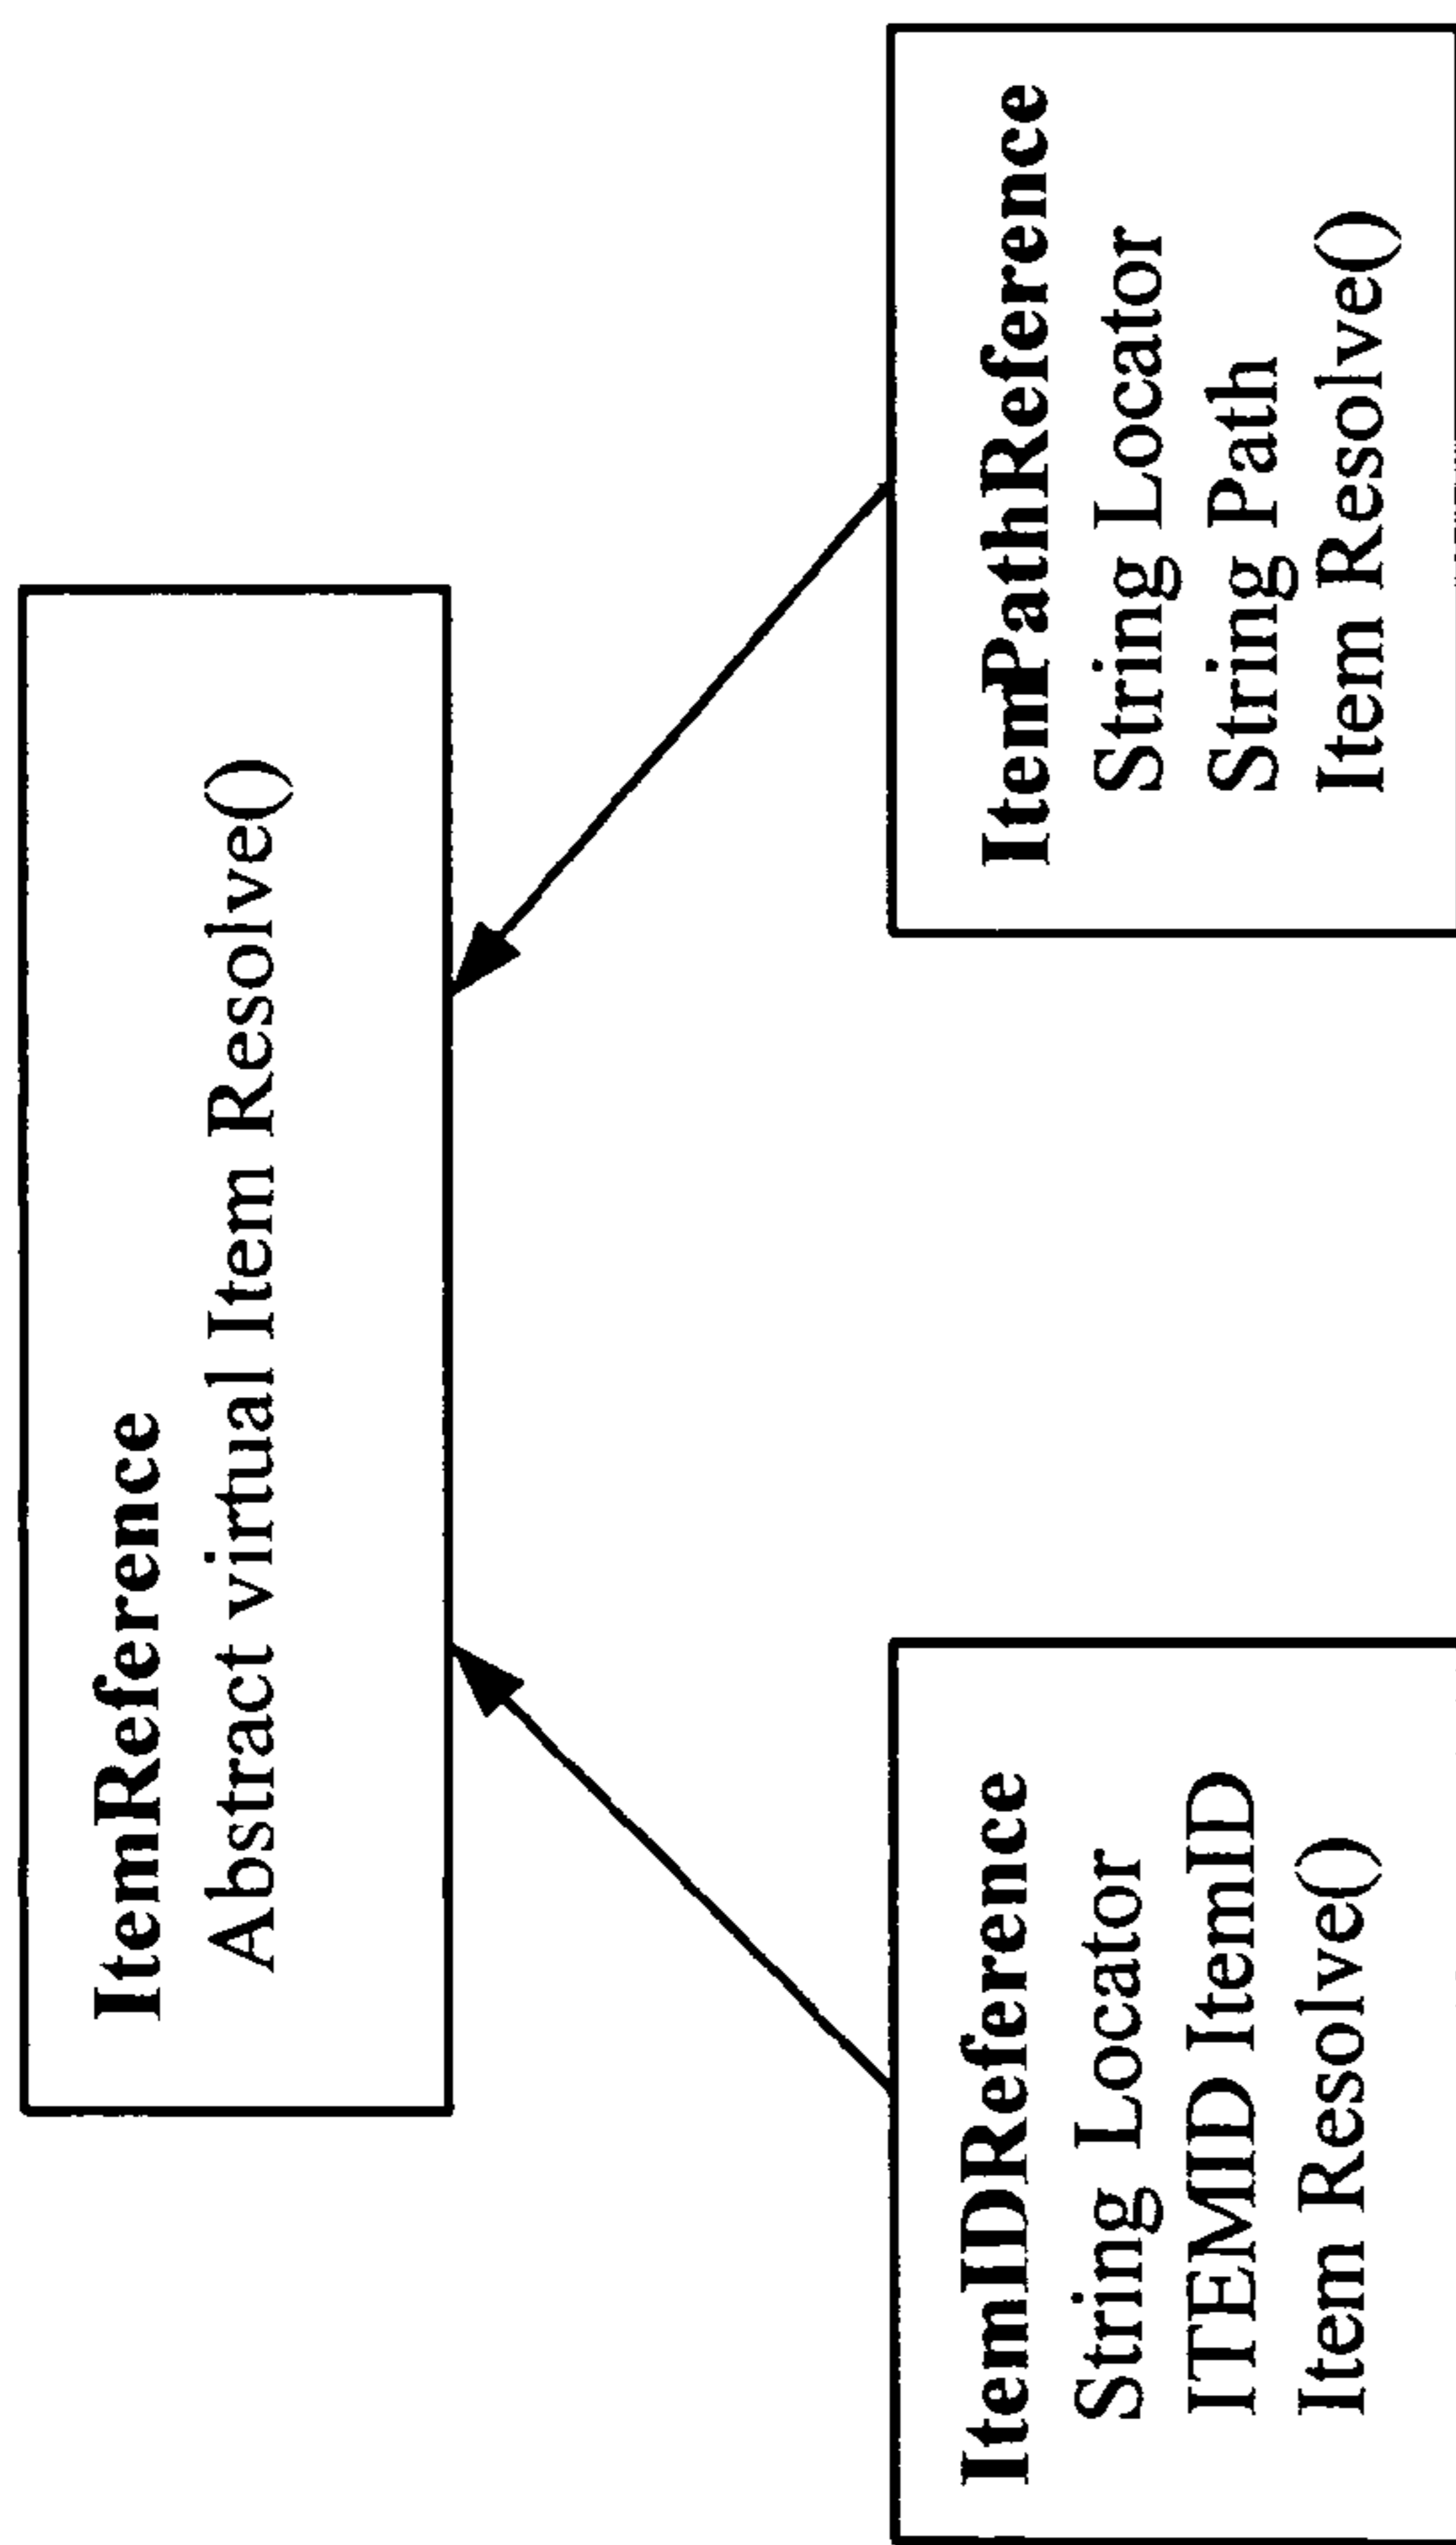 ItemReference
Abstract virtual Item Resolve()
ItemIDReference
String Locator
ITEMID ItemID
Item Resolve()
ItemPathReference
String Locator
String Path
Item Resolve()